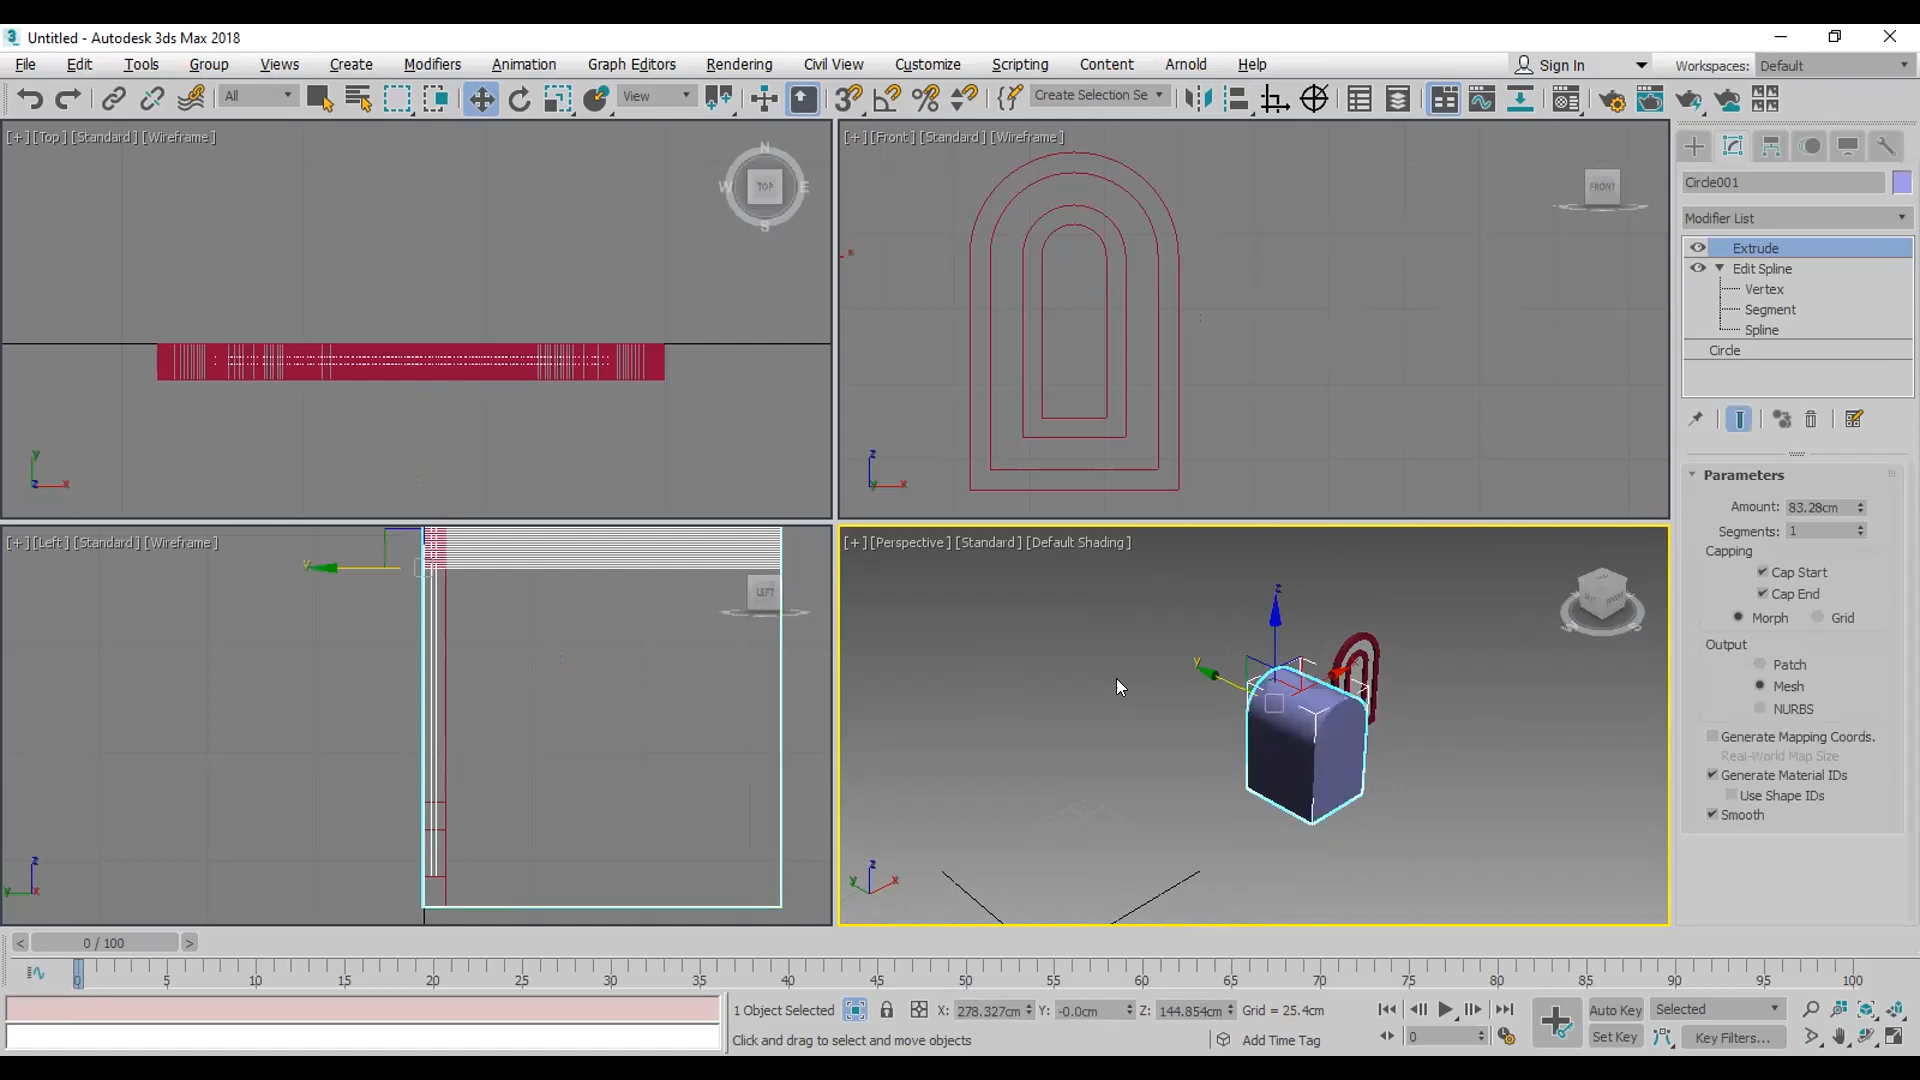 3 Untitled - Autodesk 3ds Max 2018
File Edit Tools Group Views Create Modifiers Animation Graph Editors Rendering Civil View Customize Scripting Content Arnold Help Sign In Workspaces: Default
All View 3 Create Selection Se
[+] [Top] [Standard] [Wireframe]
N
W TOP E
S
y
z x
[+] [Front] [Standard] [Wireframe]
FRONT
x
z
y x
[+] [Left] [Standard] [Wireframe]
y
LEFT
z
y x
[+] [Perspective] [Standard] [Default Shading]
z
y
z
y x
Circle001
Modifier List
Extrude
Edit Spline
Vertex
Segment
Spline
Circle
Parameters
Amount: 83.28cm
Segments: 1
Capping
Cap Start
Cap End
Morph Grid
Output
Patch
Mesh
NURBS
Generate Mapping Coords.
Real-World Map Size
Generate Material IDs
Use Shape IDs
Smooth
< 0 / 100 >
0 5 10 15 20 25 30 35 40 45 50 55 60 65 70 75 80 85 90 95 100
1 Object Selected X: 278.327cm Y: -0.0cm Z: 144.854cm Grid = 25.4cm Auto Key Selected
Click and drag to select and move objects Add Time Tag 0 Set Key Key Filters...